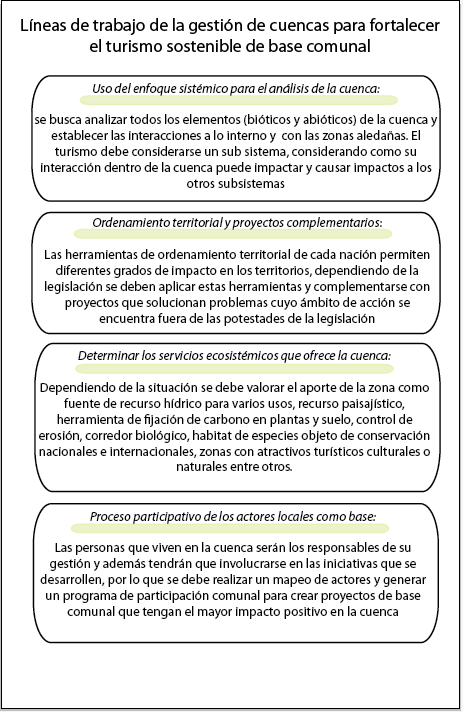 Líneas de trabajo de la gestión de cuencas para fortalecer
el turismo sostenible de base comunal
Uso del enfoque sistémico para el análisis de la cuenca:
se busca analizar todos los elementos (bióticos y abióticos) de la cuenca y
establecer las interacciones a lo interno y con las zonas aledañas. El
turismo debe considerarse un sub sistema, considerando como su
interacción dentro de la cuenca puede impactar y causar impactos a los
otros subsistemas
Ordenamiento territorial y proyectos complementarios:
Las herramientas de ordenamiento territorial de cada nación permiten
diferentes grados de impacto en los territorios, dependiendo de la
legislación se deben aplicar estas herramientas y complementarse con
proyectos que solucionan problemas cuyo ámbito de acción se
encuentra fuera de las potestades de la legislación
Determinar los servicios ecosistémicos que ofrece la cuenca:
Dependiendo de la situación se debe valorar el aporte de la zona como
fuente de recurso hídrico para varios usos, recurso paisajístico,
herramienta de fijación de carbono en plantas y suelo, control de
erosión, corredor biológico, habitat de especies objeto de conservación
nacionales e internacionales, zonas con atractivos turísticos culturales o
naturales entre otros.
Proceso participativo de los actores locales como base:
Las personas que viven en la cuenca serán los responsables de su
gestión y además tendrán que involucrarse en las iniciativas que se
desarrollen, por lo que se debe realizar un mapeo de actores y generar
un programa de participación comunal para crear proyectos de base
comunal que tengan el mayor impacto positivo en la cuenca